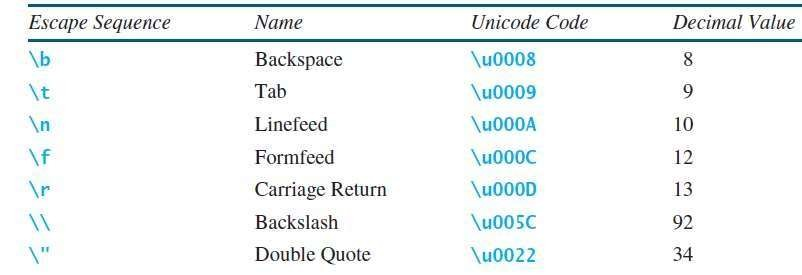 Escape Sequence Name Unicode Code Decimal Value
\b Backspace \u0008 8
\t Tab \u0009 9
\n Linefeed \u000A 10
\f Formfeed \u000C 12
\r Carriage Return \u000D 13
\\ Backslash \u005C 92
\" Double Quote \u0022 34